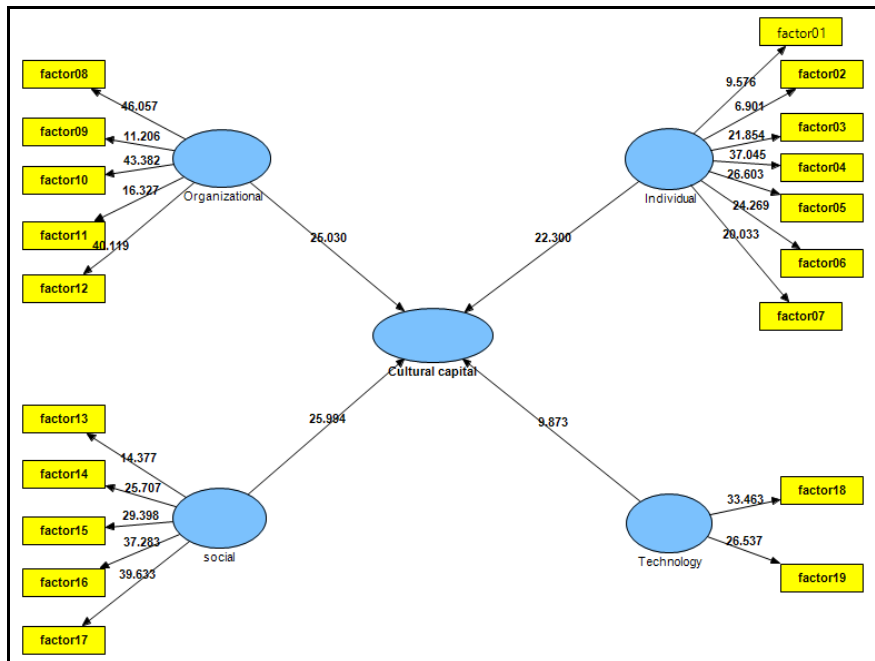 factor01
factor08
factor02
9.576
46.057
6.901
factor09
11.206
21.854
factor03
43.382
37.045
factor04
factor10
26.603
16.327
Organizational
Individual
24.269
factor05
factor11
20.033
40.119
25.030
22.300
factor06
factor12
factor07
Cultural capital
factor13
25.994
9.873
14.377
factor14
25.707
factor18
33.463
29.398
factor15
26.537
37.283
social
Technology
factor16
39.633
factor19
factor17